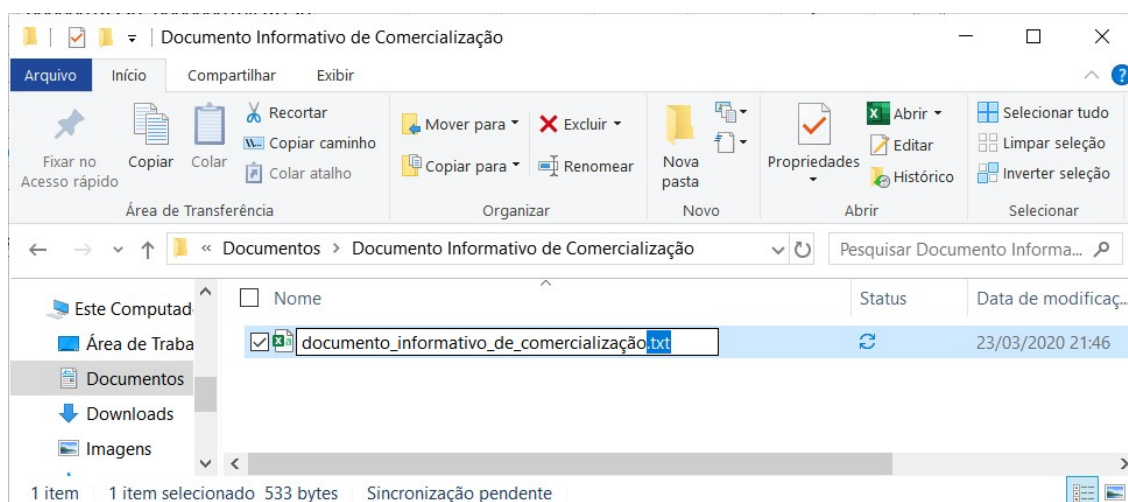 Documento Informativo de Comercialização
Arquivo Início Compartilhar Exibir ?
Fixar no Acesso rápido
Copiar
Colar
Recortar
Copiar caminho
Colar atalho
Área de Transferência
Mover para
Copiar para
Excluir
Renomear
Organizar
Nova pasta
Novo
Propriedades
Abrir
Editar
Histórico
Abrir
Selecionar tudo
Limpar seleção
Inverter seleção
Selecionar
« Documentos > Documento Informativo de Comercialização
Pesquisar Documento Informa...
Este Computad
Área de Traba
Documentos
Downloads
Imagens
Nome Status Data de modificaç...
documento_informativo_de_comercialização.txt 23/03/2020 21:46
1 item 1 item selecionado 533 bytes Sincronização pendente